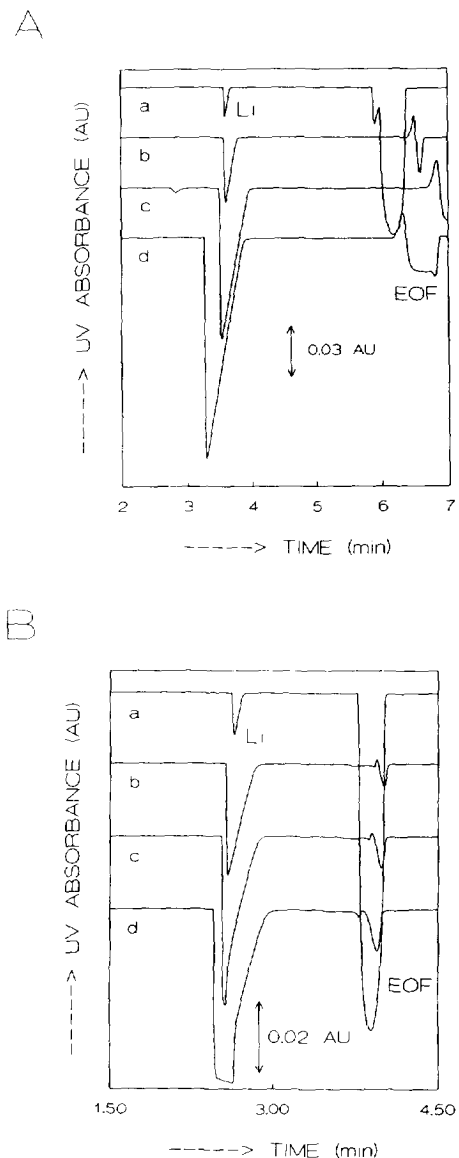 A
-----> UV ABSORBANCE (AU)
a
Li
b
c
d
EOF
0.03 AU
2 3 4 5 6 7
-----> TIME (min)
B
-----> UV ABSORBANCE (AU)
a
Li
b
c
d
EOF
0.02 AU
1.50 3.00 4.50
-----> TIME (min)